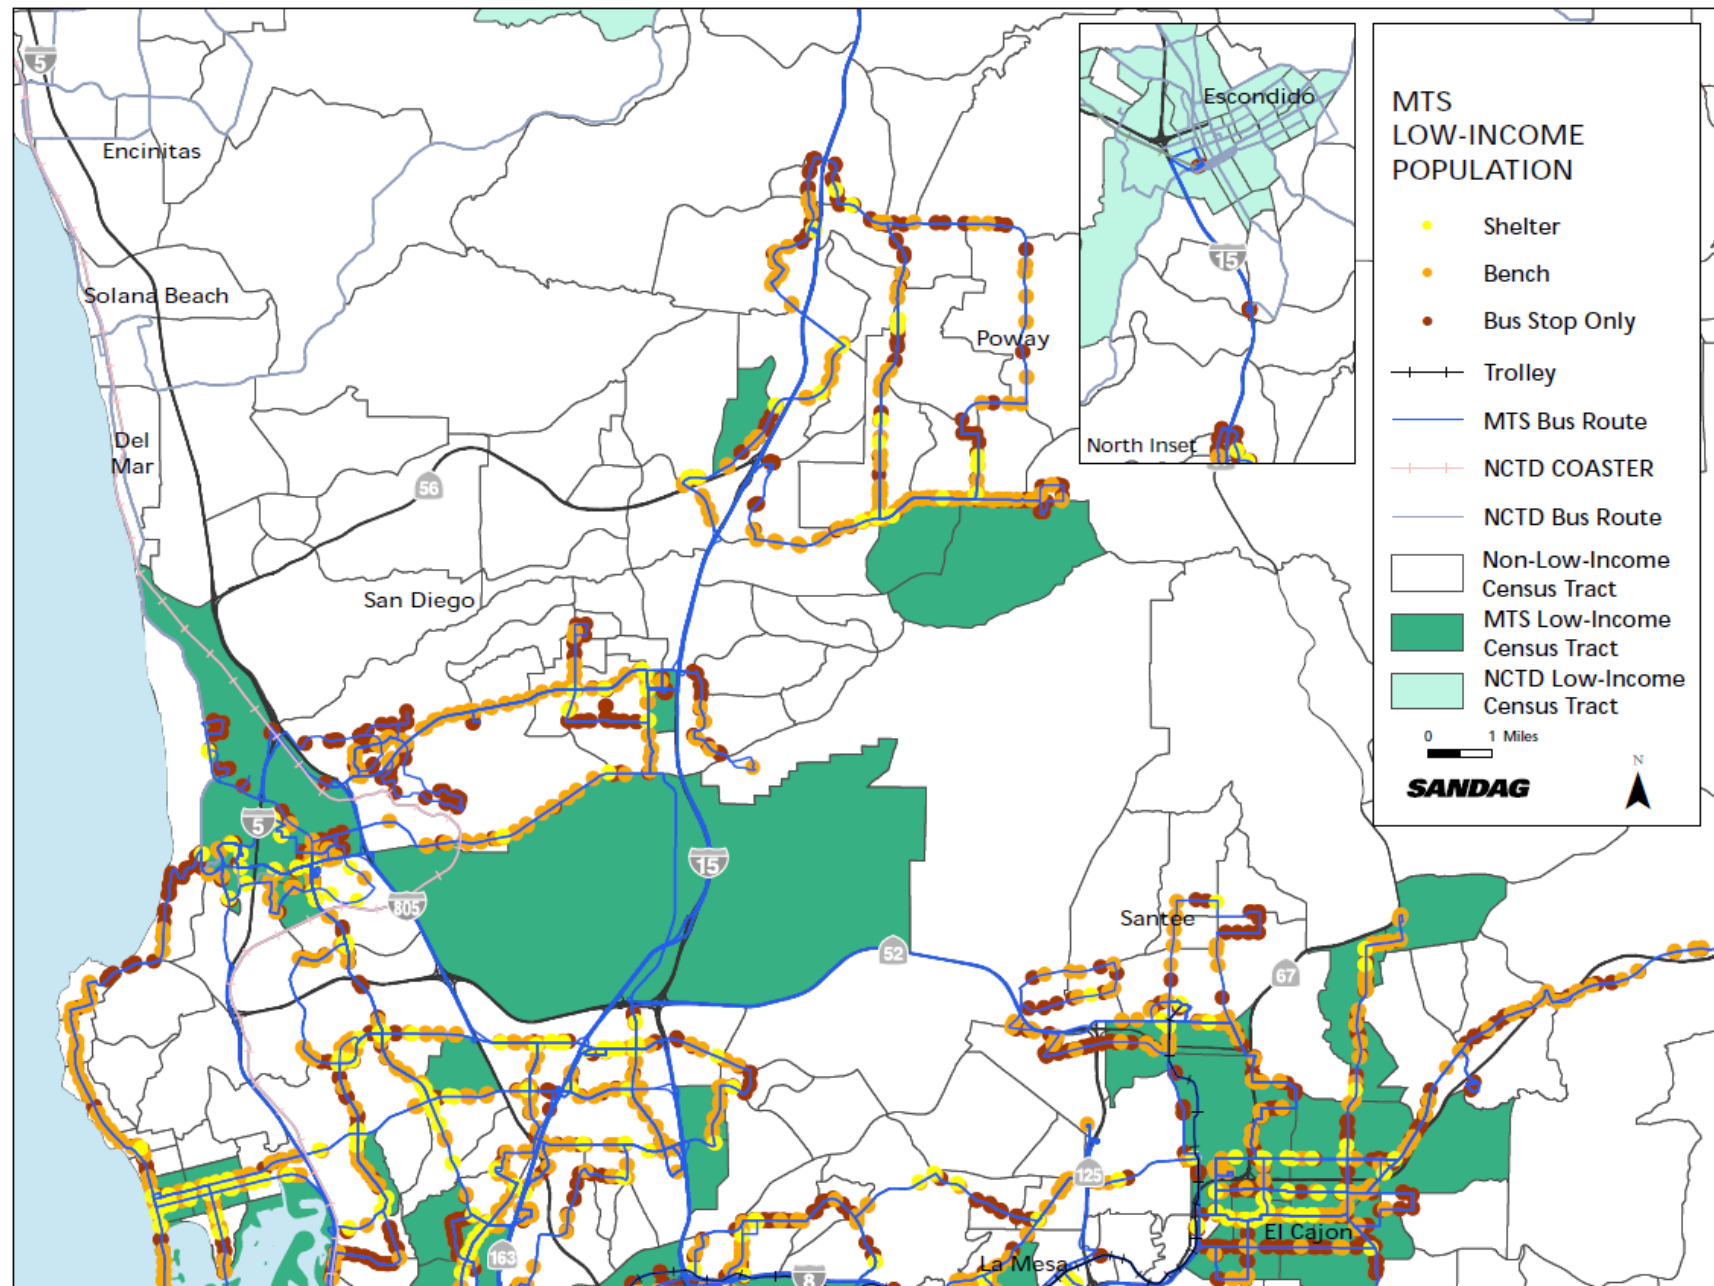 5
Encinitas
Solana Beach
Del
Mar
56
San Diego
Poway
5
805
15
52
Santee
67
125
163
8
La Mesa
El Cajon
Escondido
15
North Inset
MTS
LOW-INCOME
POPULATION
Shelter
Bench
Bus Stop Only
Trolley
MTS Bus Route
NCTD COASTER
NCTD Bus Route
Non-Low-Income
Census Tract
MTS Low-Income
Census Tract
NCTD Low-Income
Census Tract
0 1 Miles
N
SANDAG